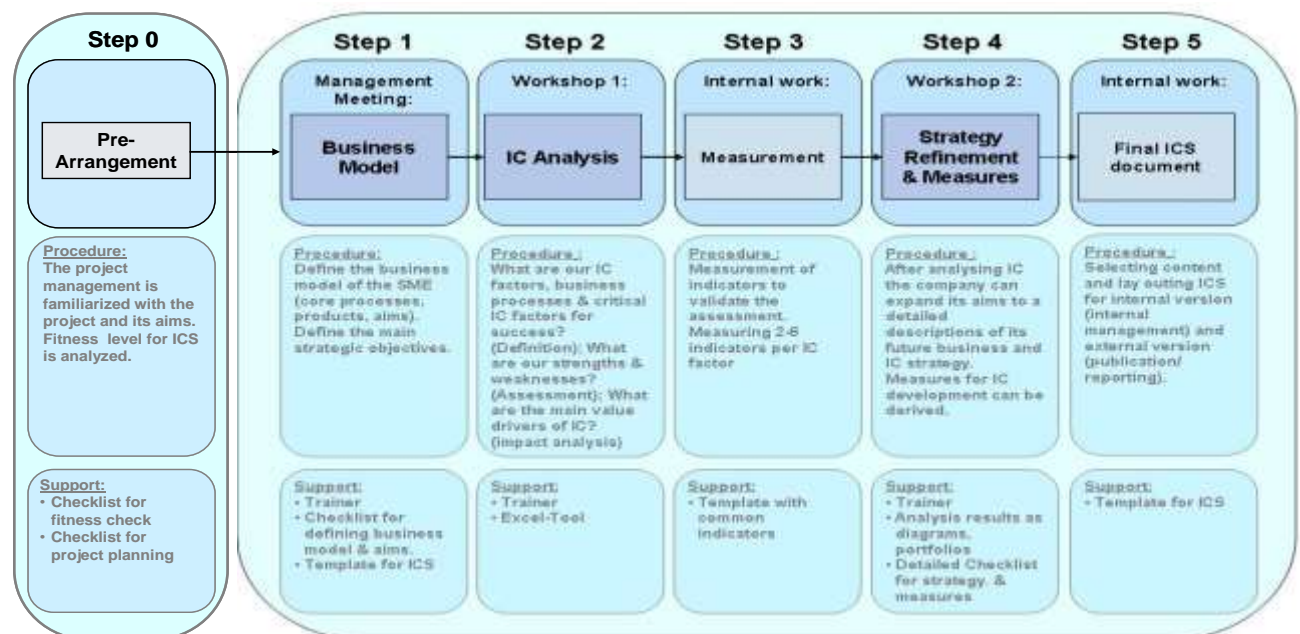 Step 0
Pre-
Arrangement
Procedure:
The project
management is
familiarized with the
project and its aims.
Fitness level for ICS
is analyzed.
Support:
• Checklist for
fitness check
• Checklist for
project planning
Step 1
Management
Meeting:
Business
Model
Procedure:
Define the business
model of the SME
(core processes,
products, aims).
Define the main
strategic objectives.
Support:
• Trainer
• Checklist for
defining business
model & aims.
• Template for ICS
Step 2
Workshop 1:
IC Analysis
Procedure :
What are our IC
factors, business
processes & critical
IC factors for
success?
(Definition); What
are our strengths &
weaknesses?
(Assessment); What
are the main value
drivers of IC?
(impact analysis)
Support:
• Trainer
• Excel-Tool
Step 3
Internal work:
Measurement
Procedure :
Measurement of
indicators to
validate the
assessment.
Measuring 2-6
indicators per IC
factor
Support:
• Template with
common
indicators
Step 4
Workshop 2:
Strategy
Refinement
& Measures
Procedure :
After analysing IC
the company can
expand its aims to a
detailed
descriptions of its
future business and
IC strategy.
Measures for IC
development can be
derived.
Support:
• Trainer
• Analysis results as
diagrams,
portfolios
• Detailed Checklist
for strategy. &
measures
Step 5
Internal work:
Final ICS
document
Procedure :
Selecting content
and lay outing ICS
for internal version
(internal
management) and
external version
(publication/
reporting).
Support:
• Template for ICS